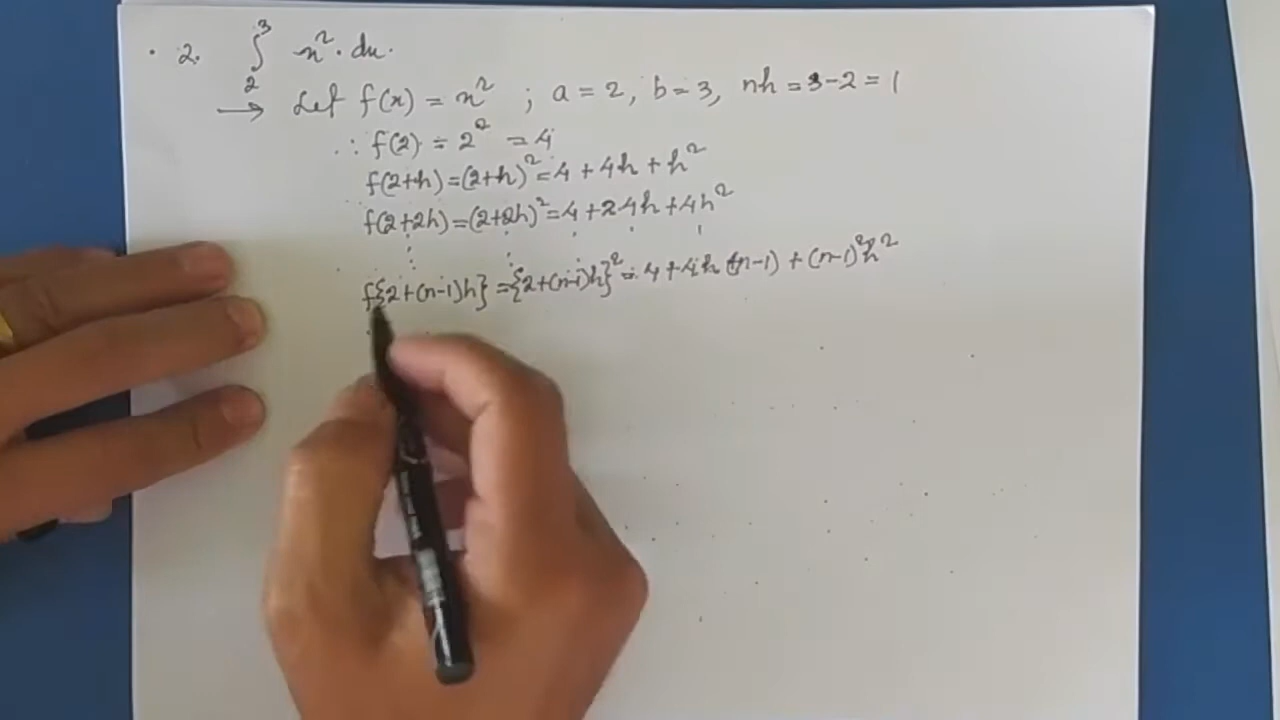 · 2. ∫₂³ x² · dx.
→ Let f(x) = x² ; a = 2, b = 3, nh = 3-2 = 1
∴ f(2) = 2² = 4
f(2+h) = (2+h)² = 4 + 4h + h²
f(2+2h) = (2+2h)² = 4 + 2·4h + 4h²
f{2+(n-1)h} = {2+(n-1)h}² = 4 + 4h (n-1) + (n-1)²h²